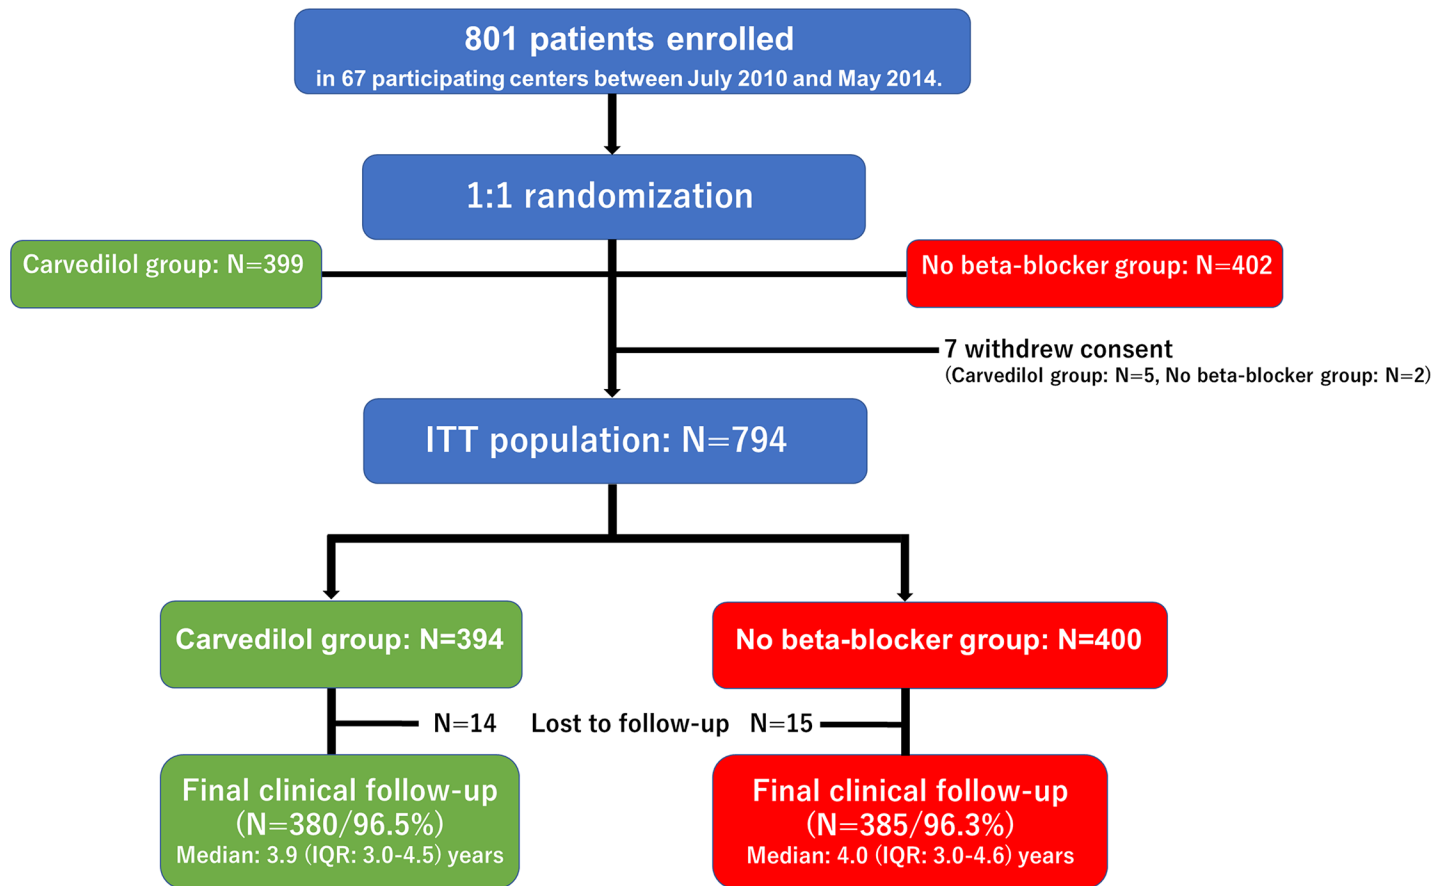 801 patients enrolled
in 67 participating centers between July 2010 and May 2014.
1:1 randomization
Carvedilol group: N=399
No beta-blocker group: N=402
7 withdrew consent
(Carvedilol group: N=5, No beta-blocker group: N=2)
ITT population: N=794
Carvedilol group: N=394
No beta-blocker group: N=400
N=14 Lost to follow-up N=15
Final clinical follow-up
(N=380/96.5%)
Median: 3.9 (IQR: 3.0-4.5) years
Final clinical follow-up
(N=385/96.3%)
Median: 4.0 (IQR: 3.0-4.6) years